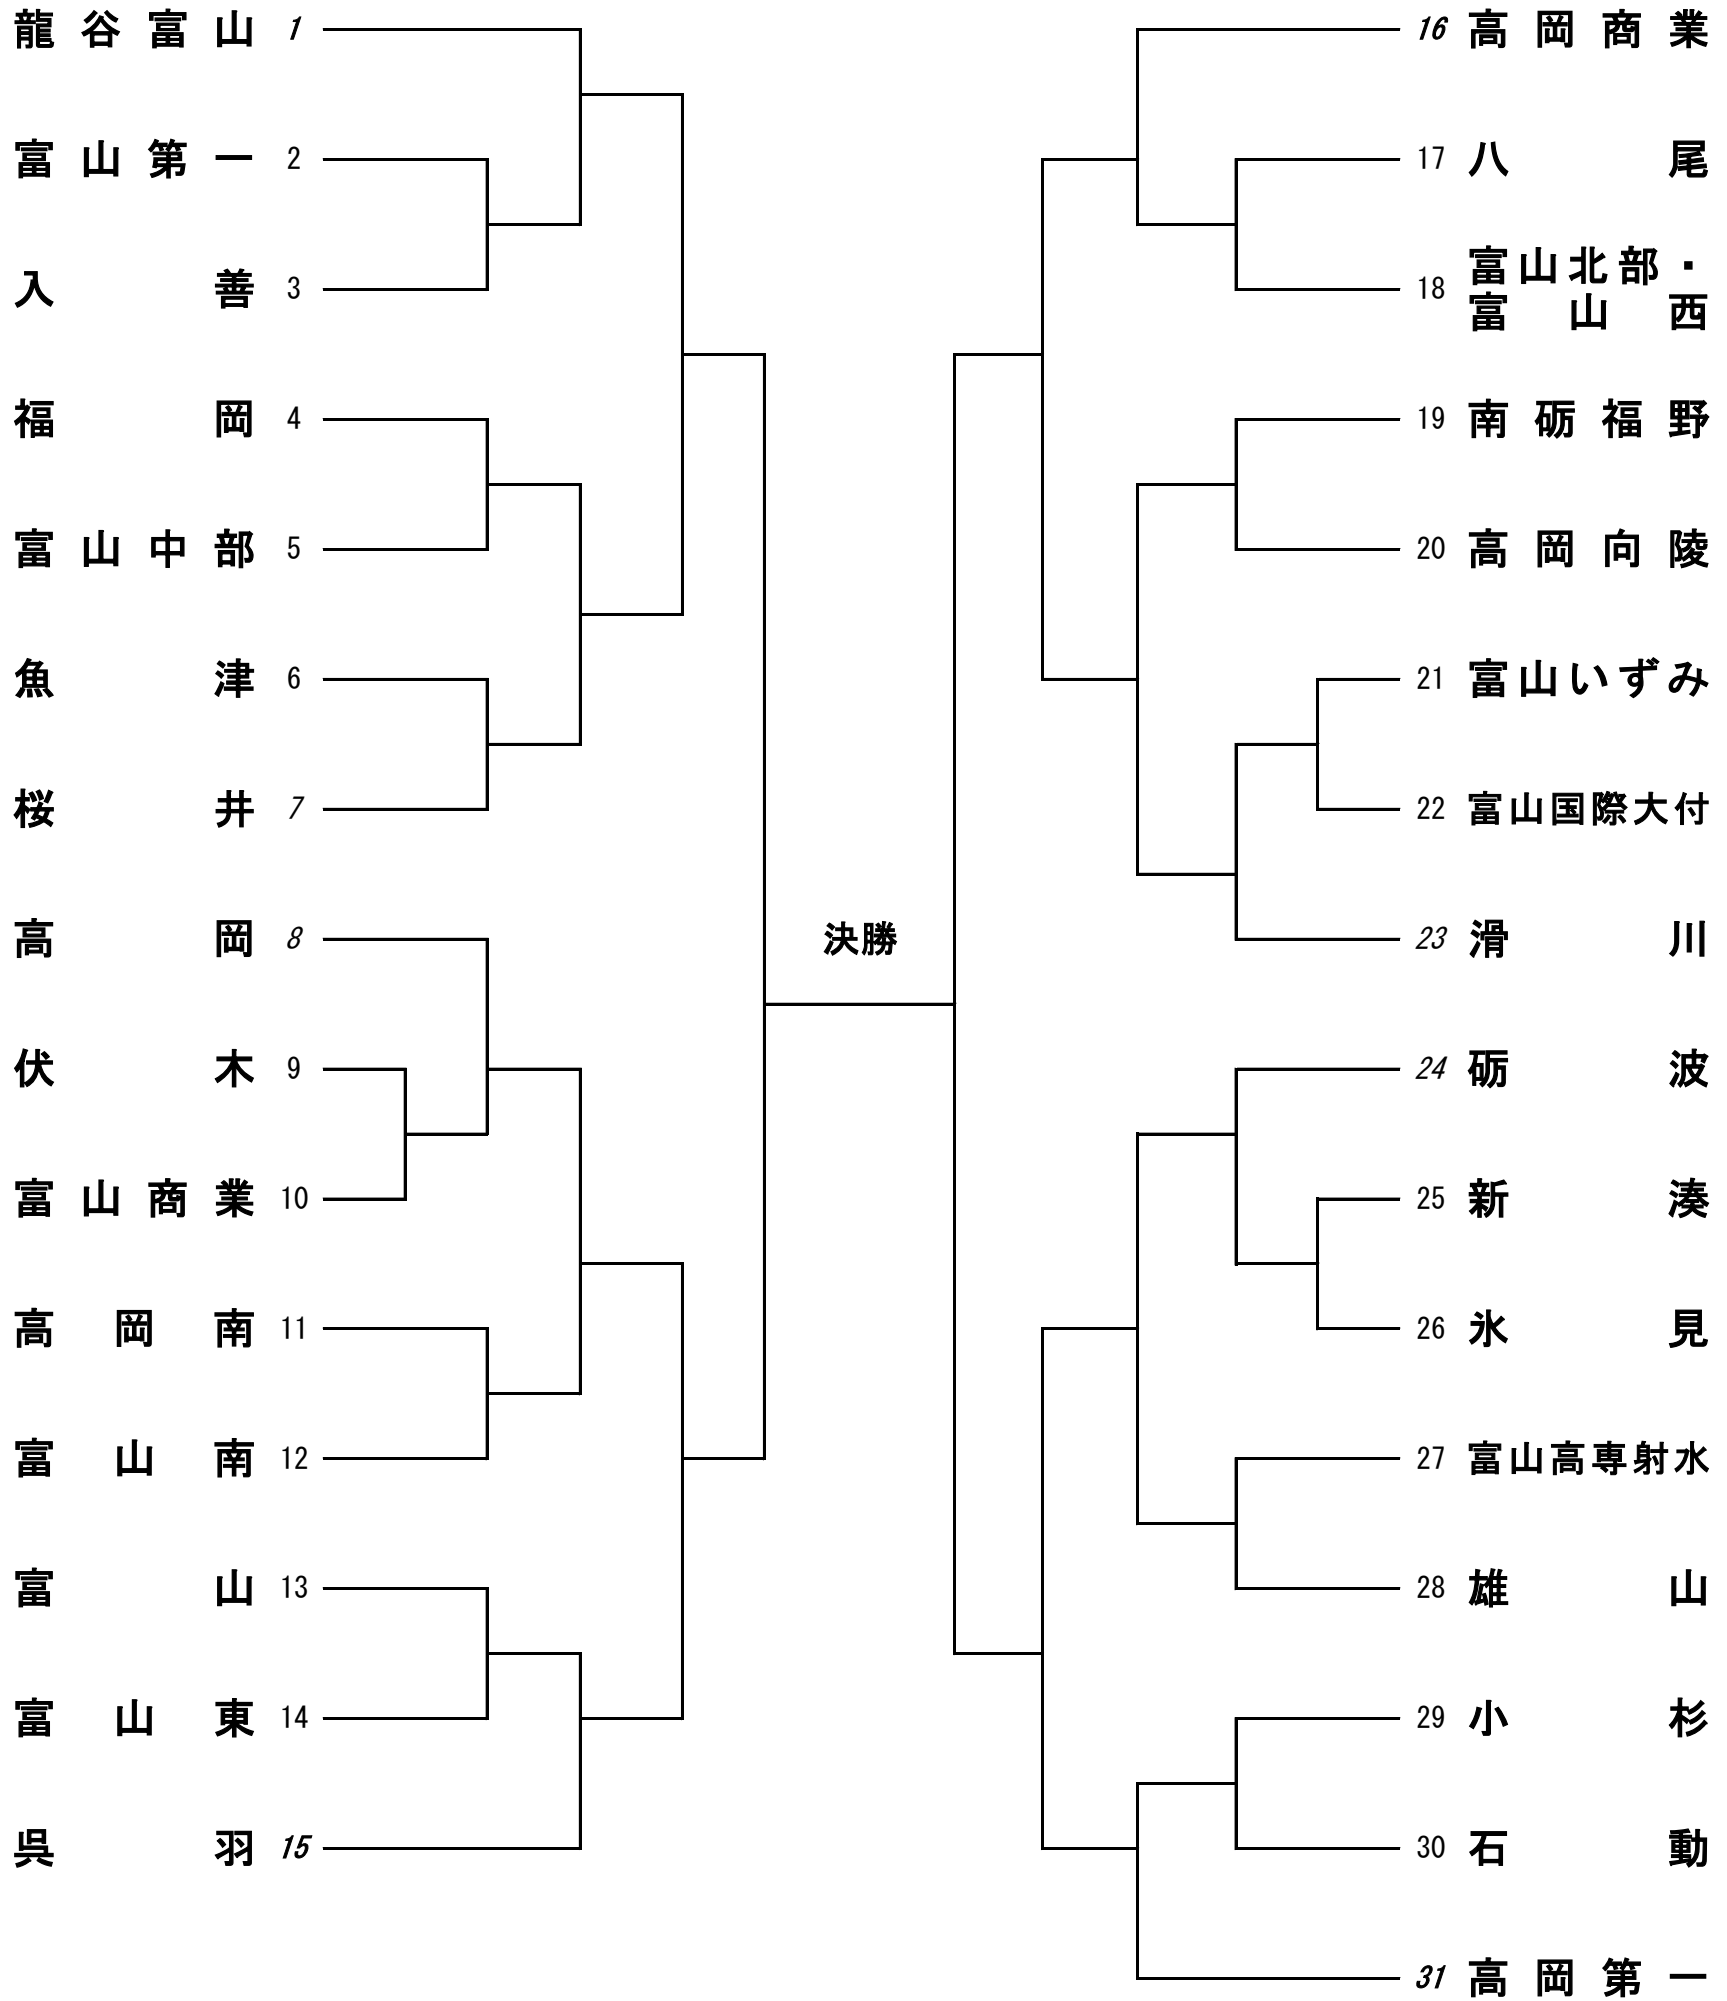 龍谷富山 1
富山第一 2
入善 3
福岡 4
富山中部 5
魚津 6
桜井 7
高岡 8
伏木 9
富山商業 10
高岡南 11
富山南 12
富山 13
富山東 14
呉羽 15
決勝
16 高岡商業
17 八尾
18 富山北部・
富山西
19 南砺福野
20 高岡向陵
21 富山いずみ
22 富山国際大付
23 滑川
24 砺波
25 新湊
26 氷見
27 富山高専射水
28 雄山
29 小杉
30 石動
31 高岡第一